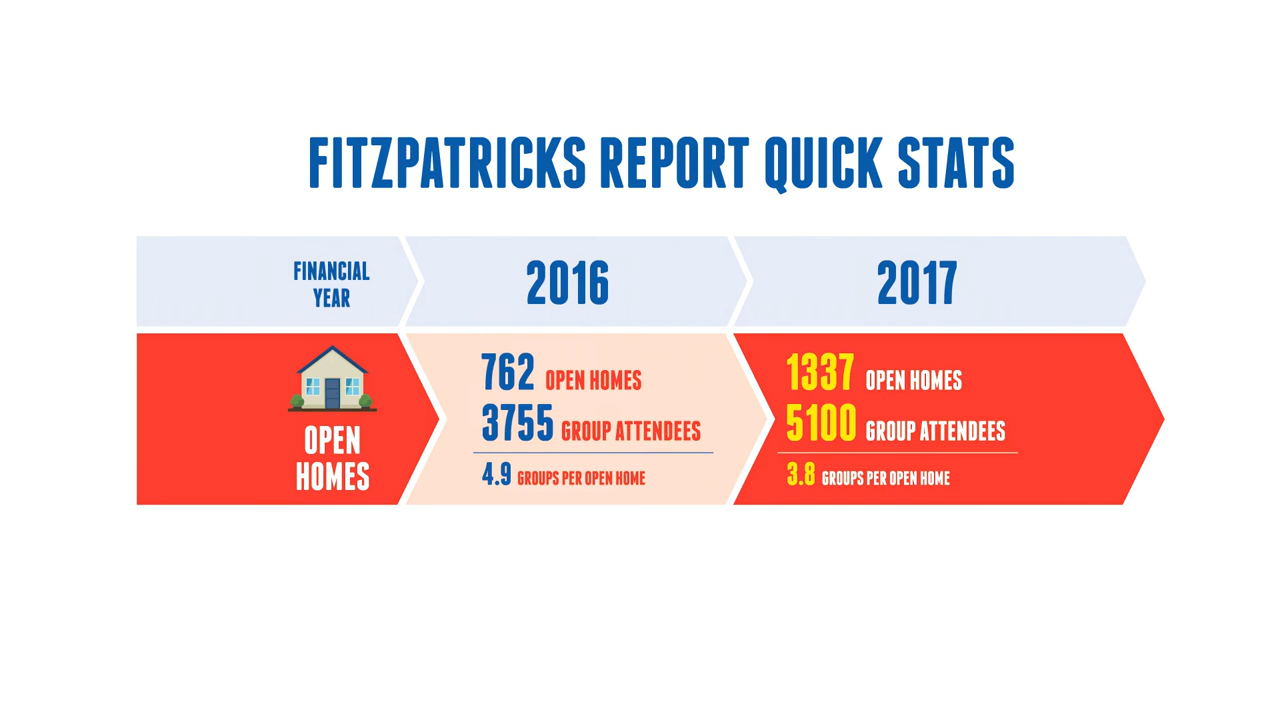 FITZPATRICKS REPORT QUICK STATS
FINANCIAL
YEAR
2016
2017
OPEN
HOMES
762 OPEN HOMES
3755 GROUP ATTENDEES
4.9 GROUPS PER OPEN HOME
1337 OPEN HOMES
5100 GROUP ATTENDEES
3.8 GROUPS PER OPEN HOME